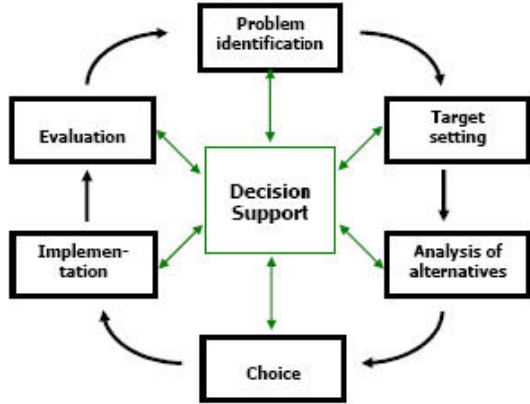 Problem
identification
Target
setting
Analysis of
alternatives
Choice
Implemen-
tation
Evaluation
Decision
Support